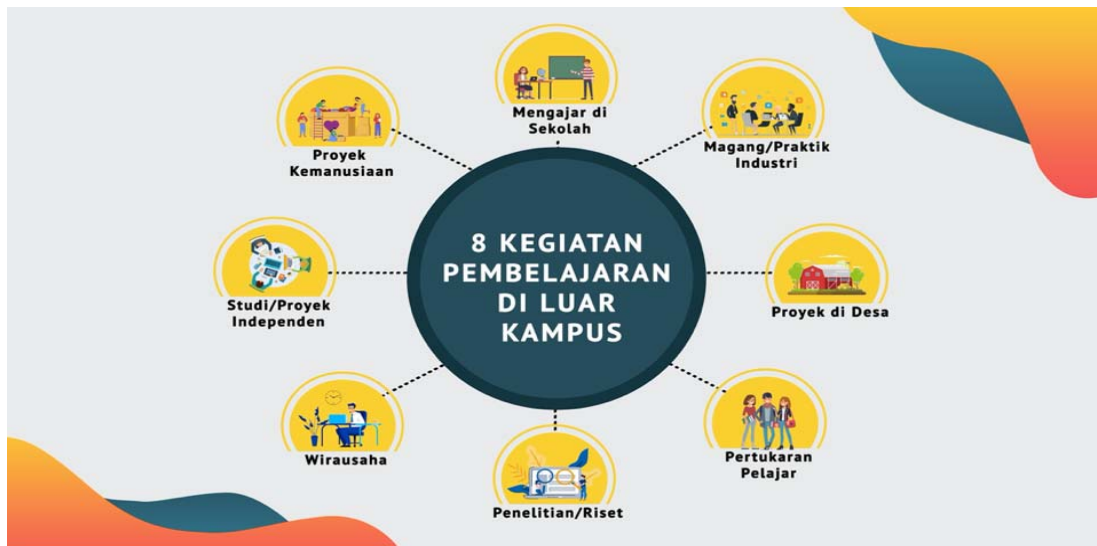 8 KEGIATAN
PEMBELAJARAN
DI LUAR
KAMPUS
Mengajar di
Sekolah
Magang/Praktik
Industri
Proyek di Desa
Pertukaran
Pelajar
Penelitian/Riset
Wirausaha
Studi/Proyek
Independen
Proyek
Kemanusiaan